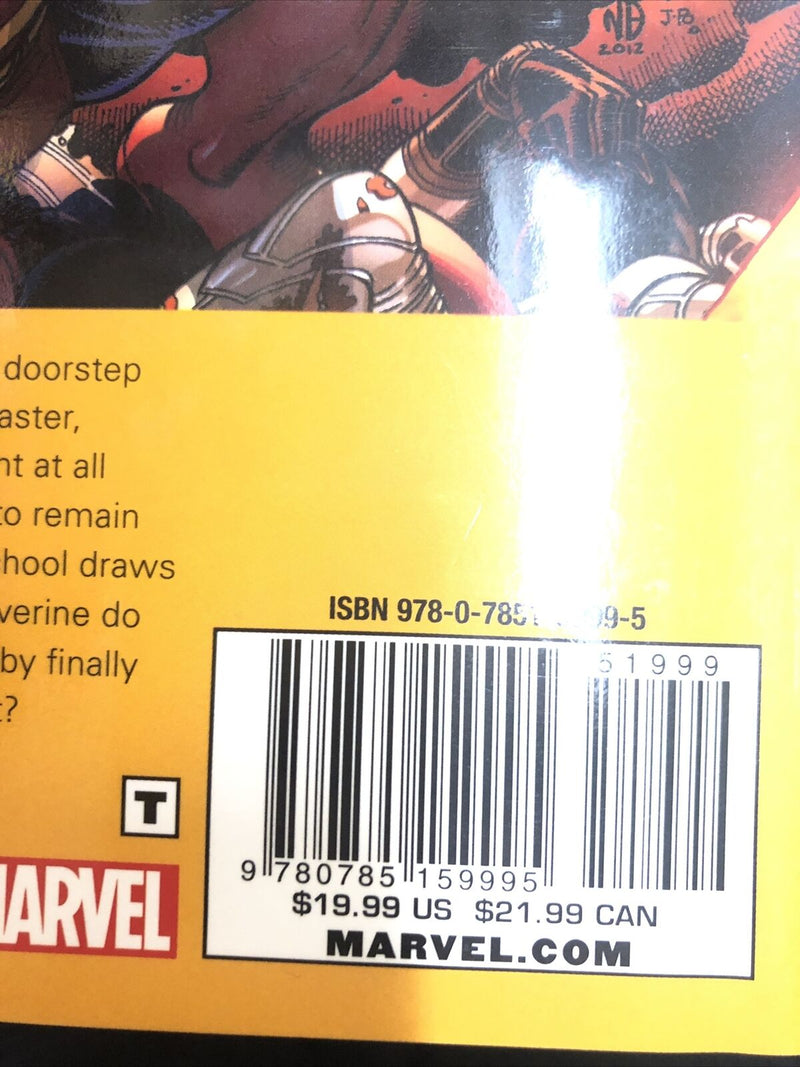 NB J.P.
2012
doorstep
aster,
nt at all
to remain
hool draws
verine do
by finally
t?
ISBN 978-0-785 99-5
51999
T
9 780785 159995
$19.99 US $21.99 CAN
MARVEL
MARVEL.COM